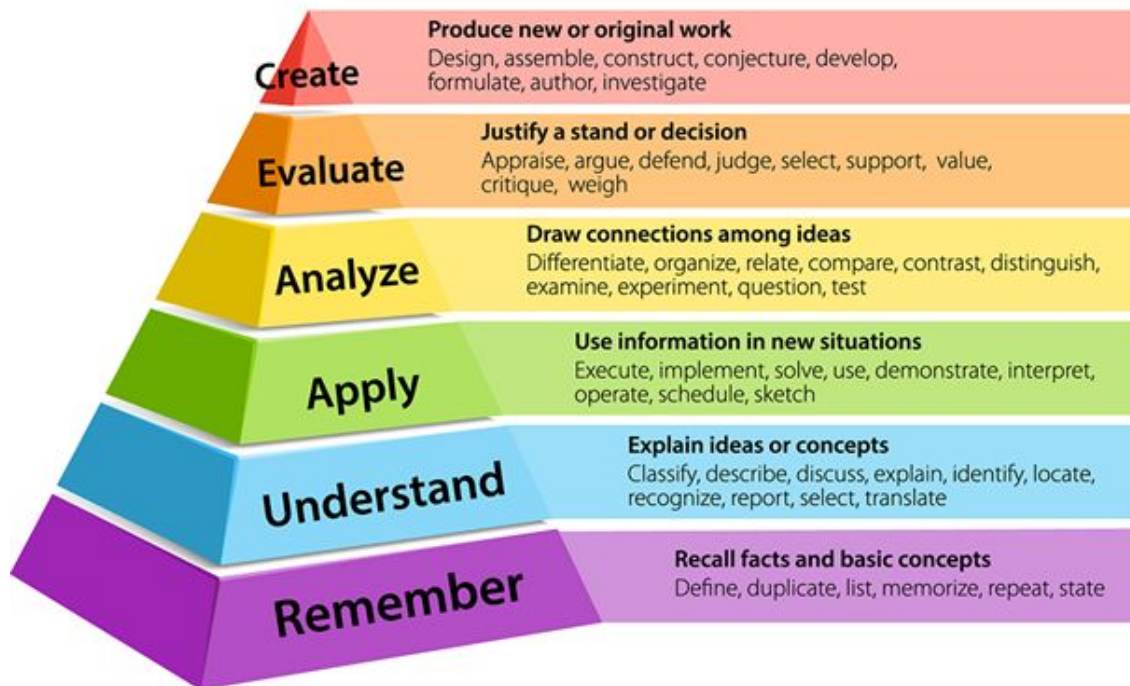 Create
Produce new or original work
Design, assemble, construct, conjecture, develop,
formulate, author, investigate
Evaluate
Justify a stand or decision
Appraise, argue, defend, judge, select, support, value,
critique, weigh
Analyze
Draw connections among ideas
Differentiate, organize, relate, compare, contrast, distinguish,
examine, experiment, question, test
Apply
Use information in new situations
Execute, implement, solve, use, demonstrate, interpret,
operate, schedule, sketch
Understand
Explain ideas or concepts
Classify, describe, discuss, explain, identify, locate,
recognize, report, select, translate
Remember
Recall facts and basic concepts
Define, duplicate, list, memorize, repeat, state